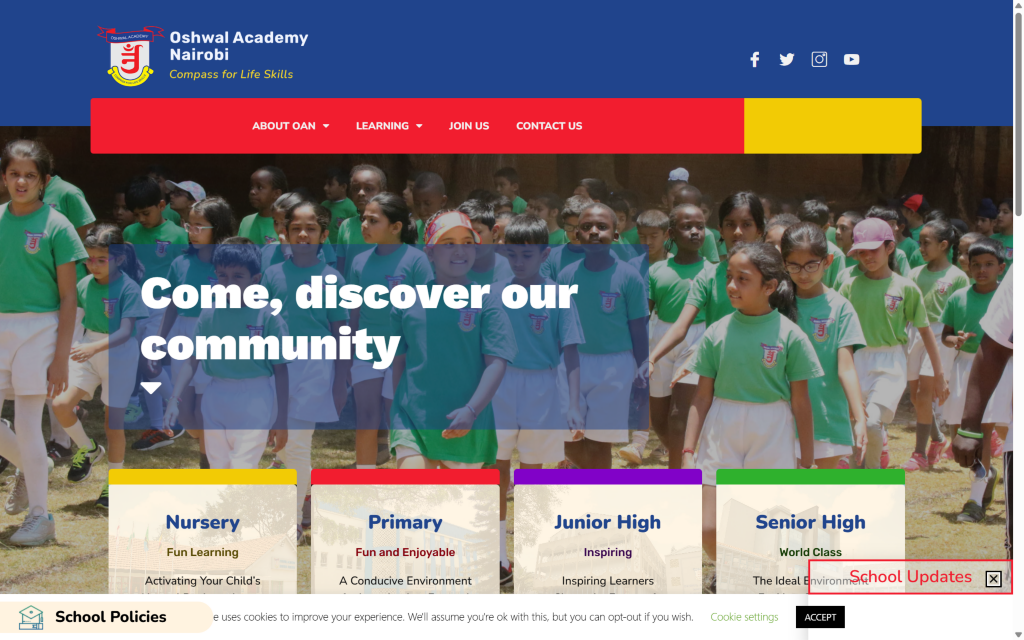 OSHWAL ACADEMY
Oshwal Academy
Nairobi
Compass for Life Skills
ABOUT OAN
LEARNING
JOIN US
CONTACT US
Come, discover our
community
Nursery
Fun Learning
Activating Your Child's
Primary
Fun and Enjoyable
A Conducive Environment
Junior High
Inspiring
Inspiring Learners
Senior High
World Class
The Ideal Environment
School Updates
School Policies
e uses cookies to improve your experience. We'll assume you're ok with this, but you can opt-out if you wish.
Cookie settings
ACCEPT